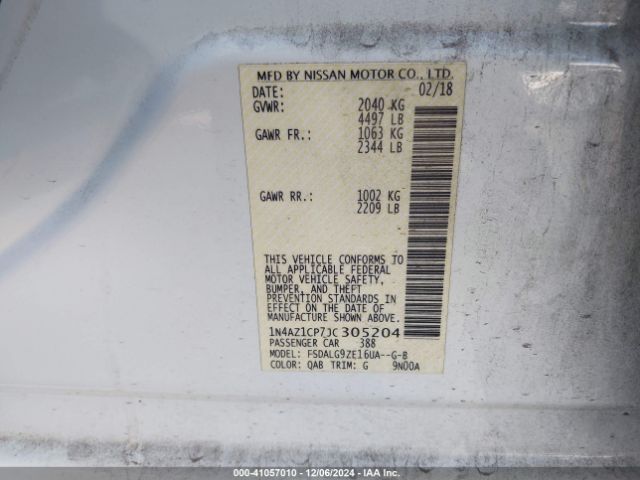 MFD BY NISSAN MOTOR CO., LTD.
DATE: 02/18
GVWR: 2040 KG
4497 LB
GAWR FR.: 1063 KG
2344 LB
GAWR RR.: 1002 KG
2209 LB
THIS VEHICLE CONFORMS TO
ALL APPLICABLE FEDERAL
MOTOR VEHICLE SAFETY,
BUMPER, AND THEFT
PREVENTION STANDARDS IN
EFFECT ON THE DATE OF
MANUFACTURE SHOWN ABOVE.
1N4AZ1CP7JC305204
PASSENGER CAR 388
MODEL: FSDALG9ZE16UA--G-B
COLOR: QAB TRIM: G 9N00A
000-41057010 • 12/06/2024 • IAA Inc.